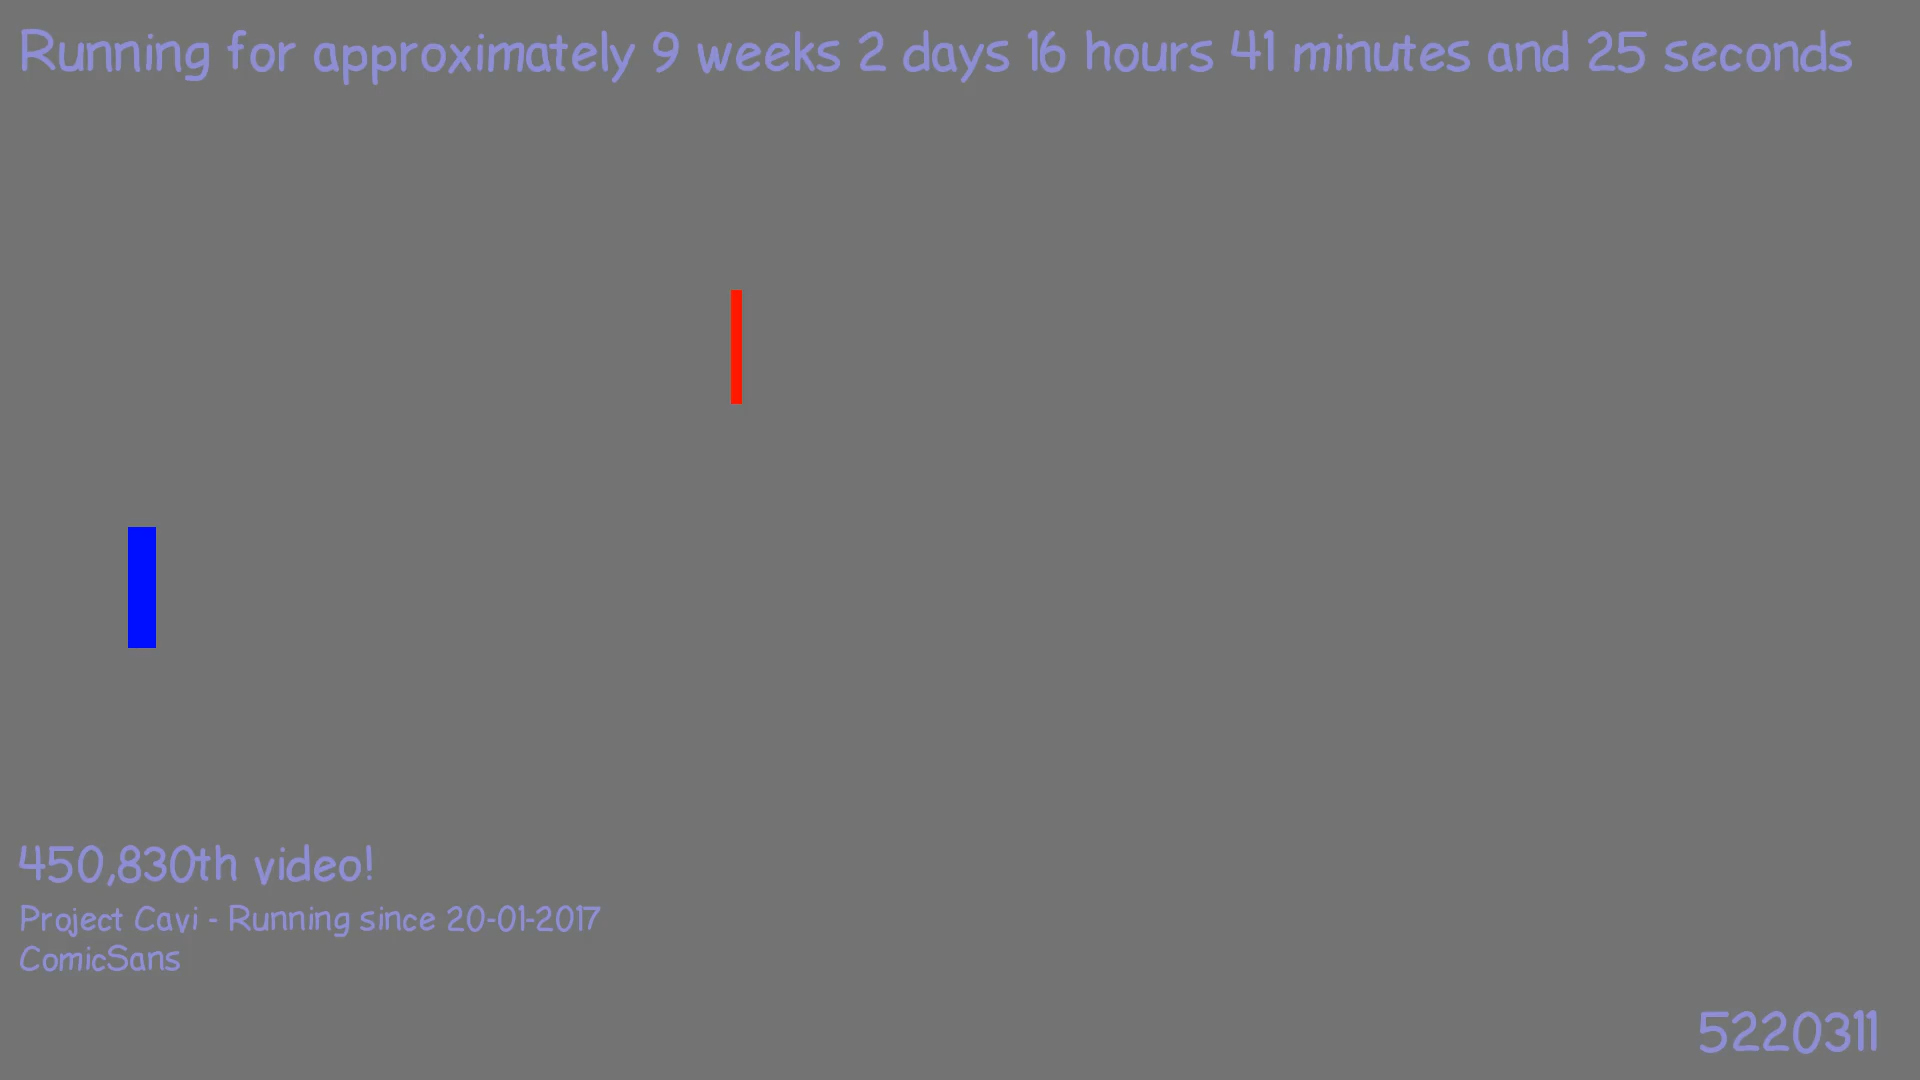 Running for approximately 9 weeks 2 days 16 hours 41 minutes and 25 seconds
450,830th video!
Project Cavi - Running since 20-01-2017
ComicSans
5220311